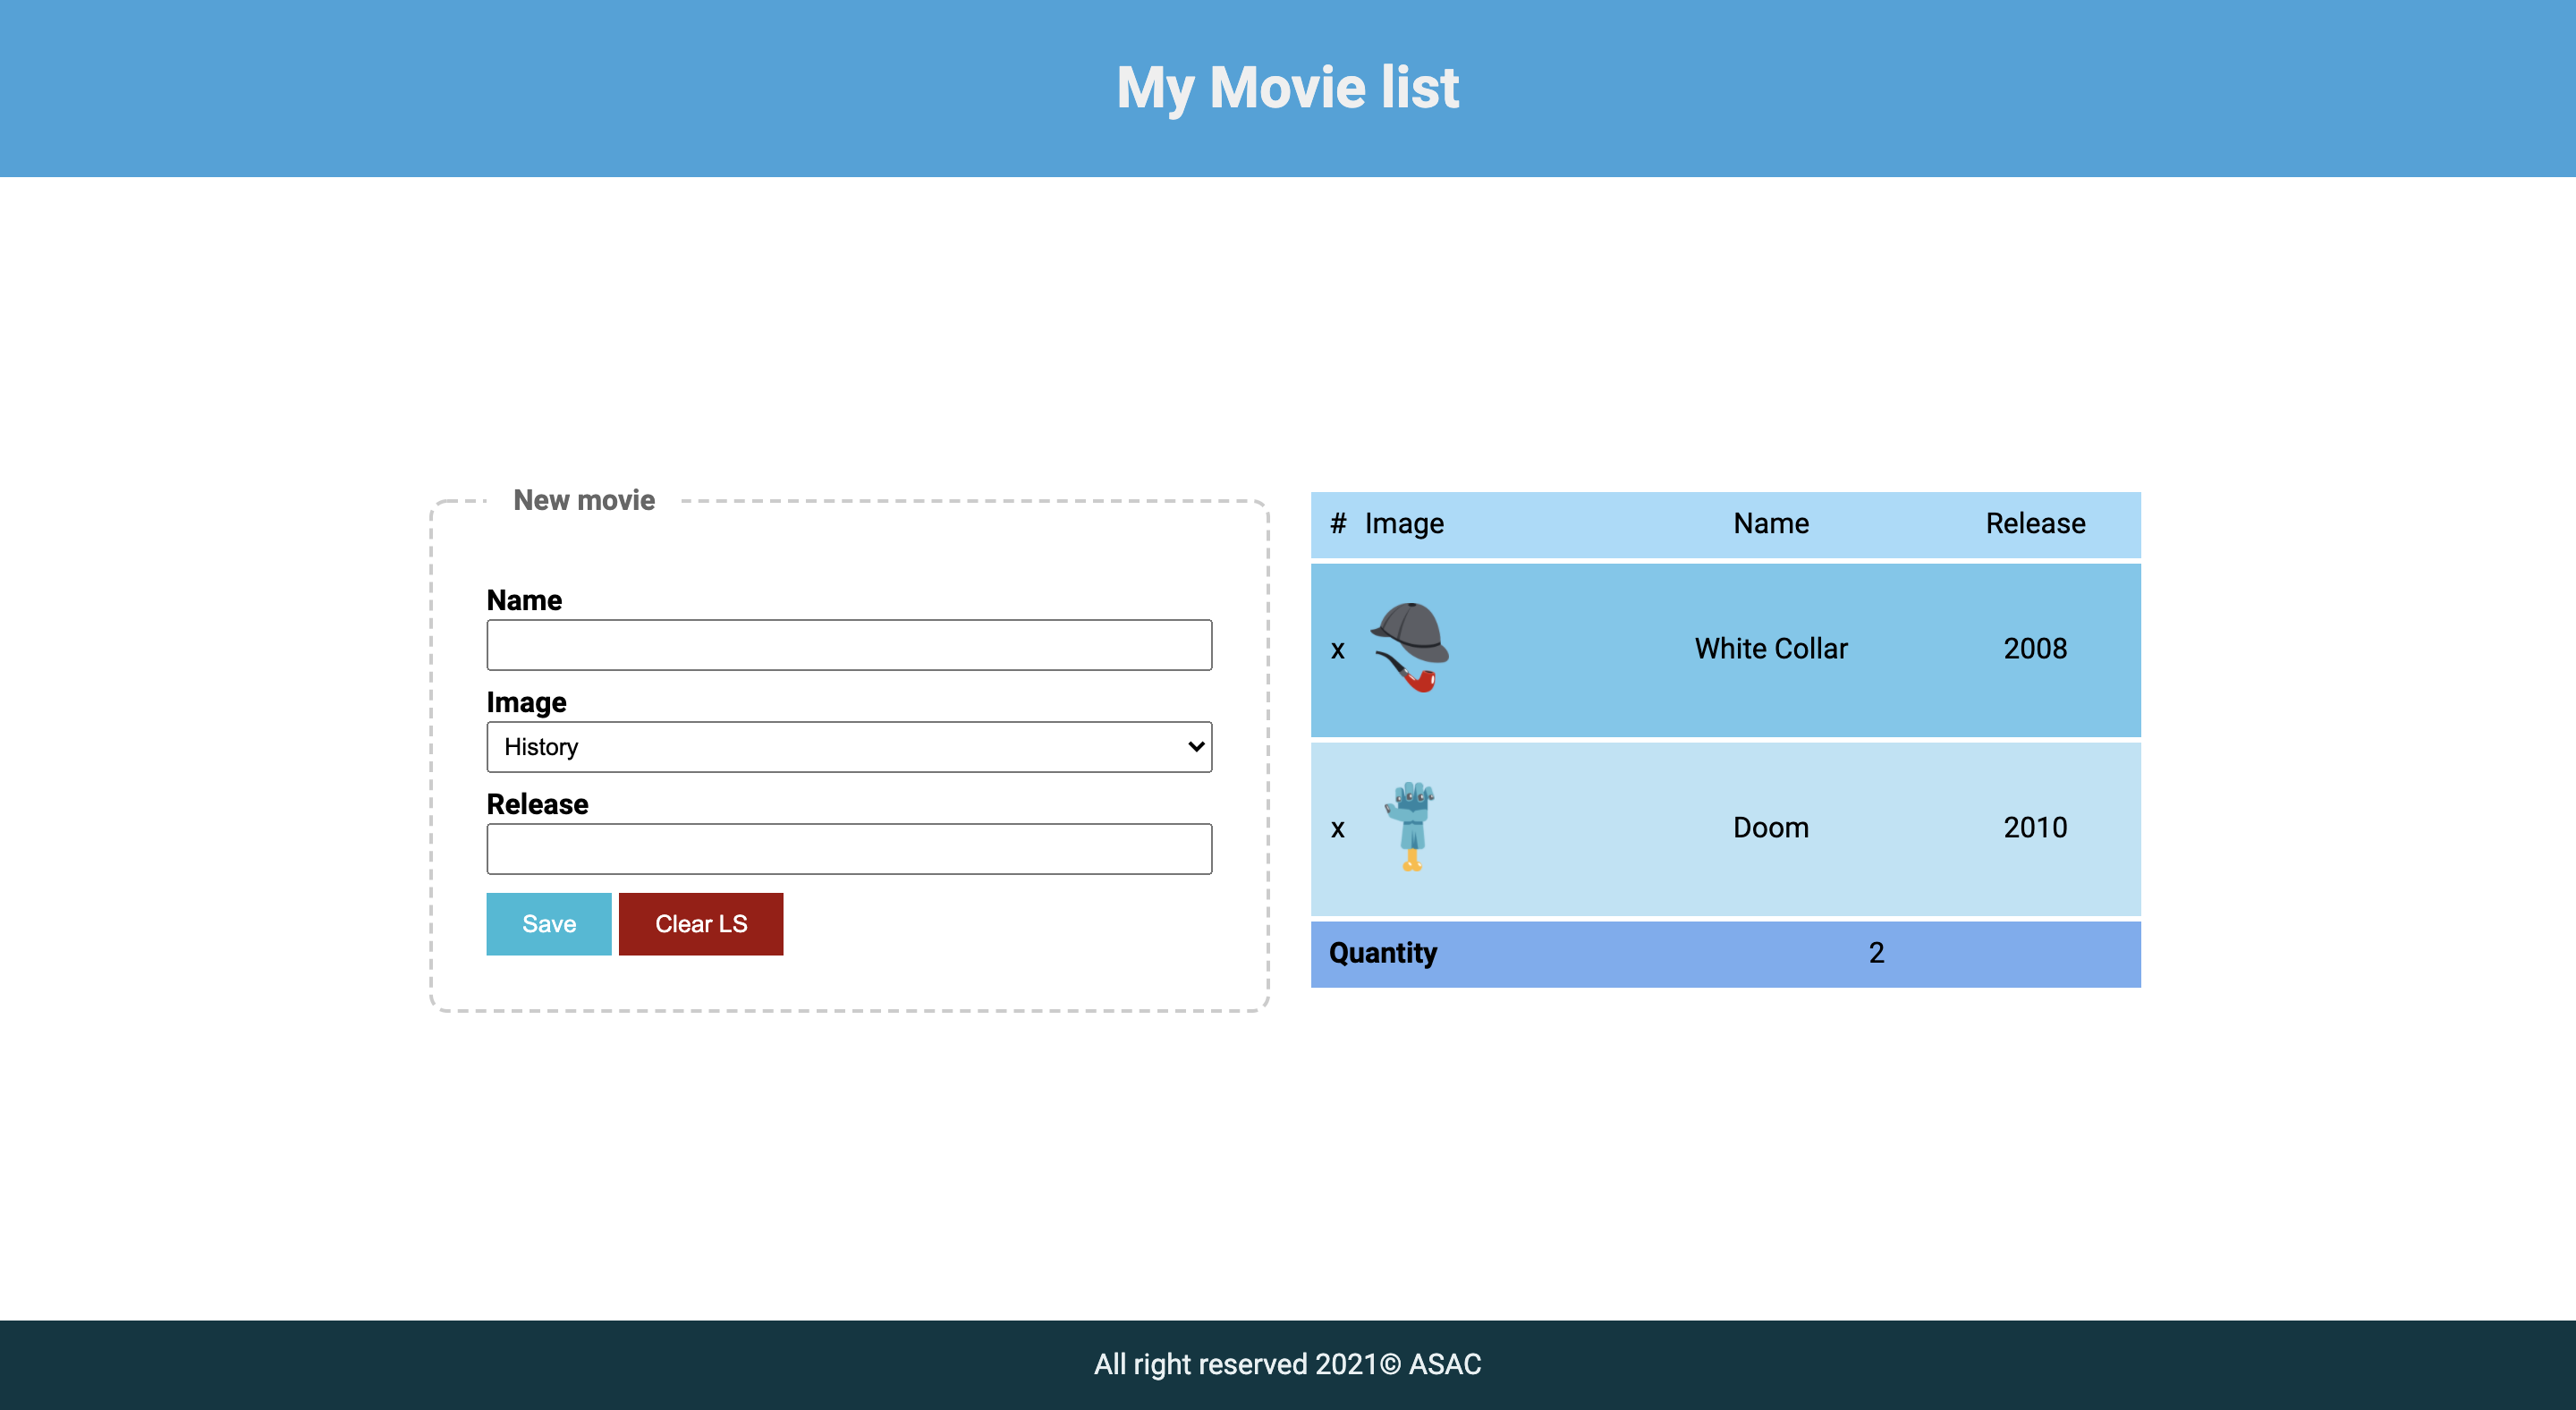 My Movie list
New movie
Name
Image
History
Release
Save Clear LS
# Image Name Release
x White Collar 2008
x Doom 2010
Quantity 2
All right reserved 2021© ASAC